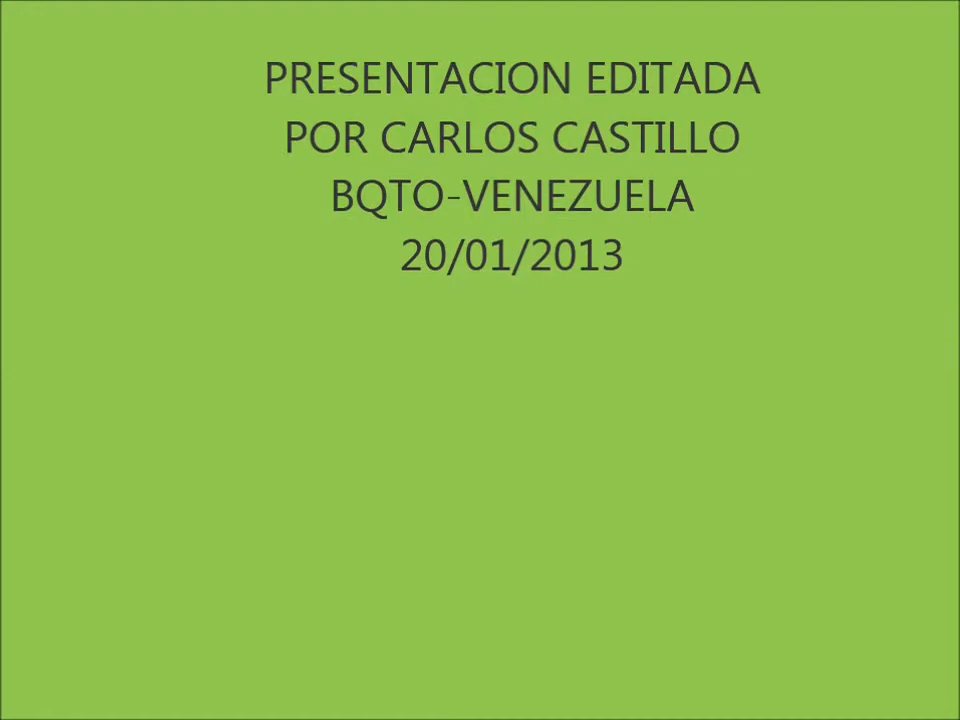 PRESENTACION EDITADA
POR CARLOS CASTILLO
BQTO-VENEZUELA
20/01/2013